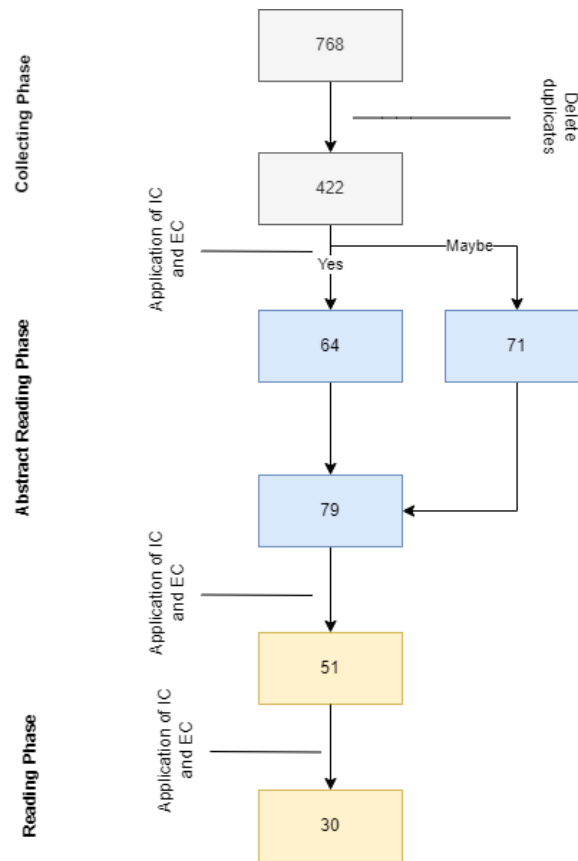 Collecting Phase
768
Delete
duplicates
422
Application of IC
and EC
Yes
Maybe
Abstract Reading Phase
64
71
79
Application of IC
and EC
51
Reading Phase
Application of IC
and EC
30